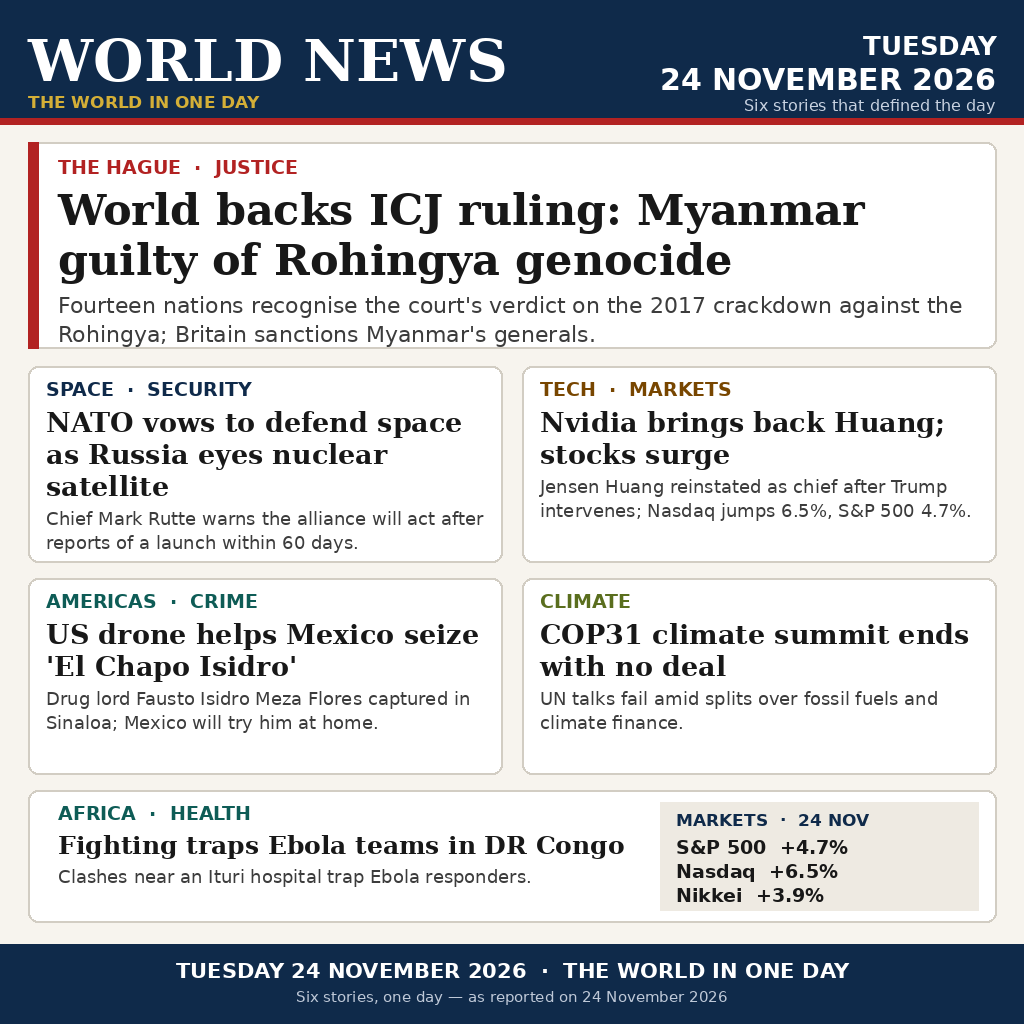 WORLD NEWS
THE WORLD IN ONE DAY
TUESDAY
24 NOVEMBER 2026
Six stories that defined the day
THE HAGUE · JUSTICE
World backs ICJ ruling: Myanmar
guilty of Rohingya genocide
Fourteen nations recognise the court's verdict on the 2017 crackdown against the
Rohingya; Britain sanctions Myanmar's generals.
SPACE · SECURITY
NATO vows to defend space
as Russia eyes nuclear
satellite
Chief Mark Rutte warns the alliance will act after
reports of a launch within 60 days.
TECH · MARKETS
Nvidia brings back Huang;
stocks surge
Jensen Huang reinstated as chief after Trump
intervenes; Nasdaq jumps 6.5%, S&P 500 4.7%.
AMERICAS · CRIME
US drone helps Mexico seize
'El Chapo Isidro'
Drug lord Fausto Isidro Meza Flores captured in
Sinaloa; Mexico will try him at home.
CLIMATE
COP31 climate summit ends
with no deal
UN talks fail amid splits over fossil fuels and
climate finance.
AFRICA · HEALTH
Fighting traps Ebola teams in DR Congo
Clashes near an Ituri hospital trap Ebola responders.
MARKETS · 24 NOV
S&P 500 +4.7%
Nasdaq +6.5%
Nikkei +3.9%
TUESDAY 24 NOVEMBER 2026 · THE WORLD IN ONE DAY
Six stories, one day — as reported on 24 November 2026